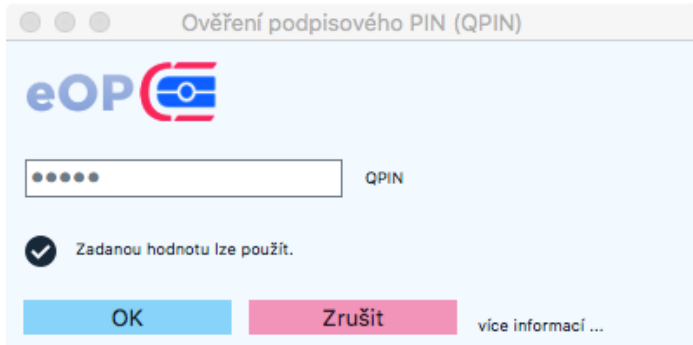 Ověření podpisového PIN (QPIN)
eOP
●●●●● QPIN
Zadanou hodnotu lze použít.
OK Zrušit více informací ...